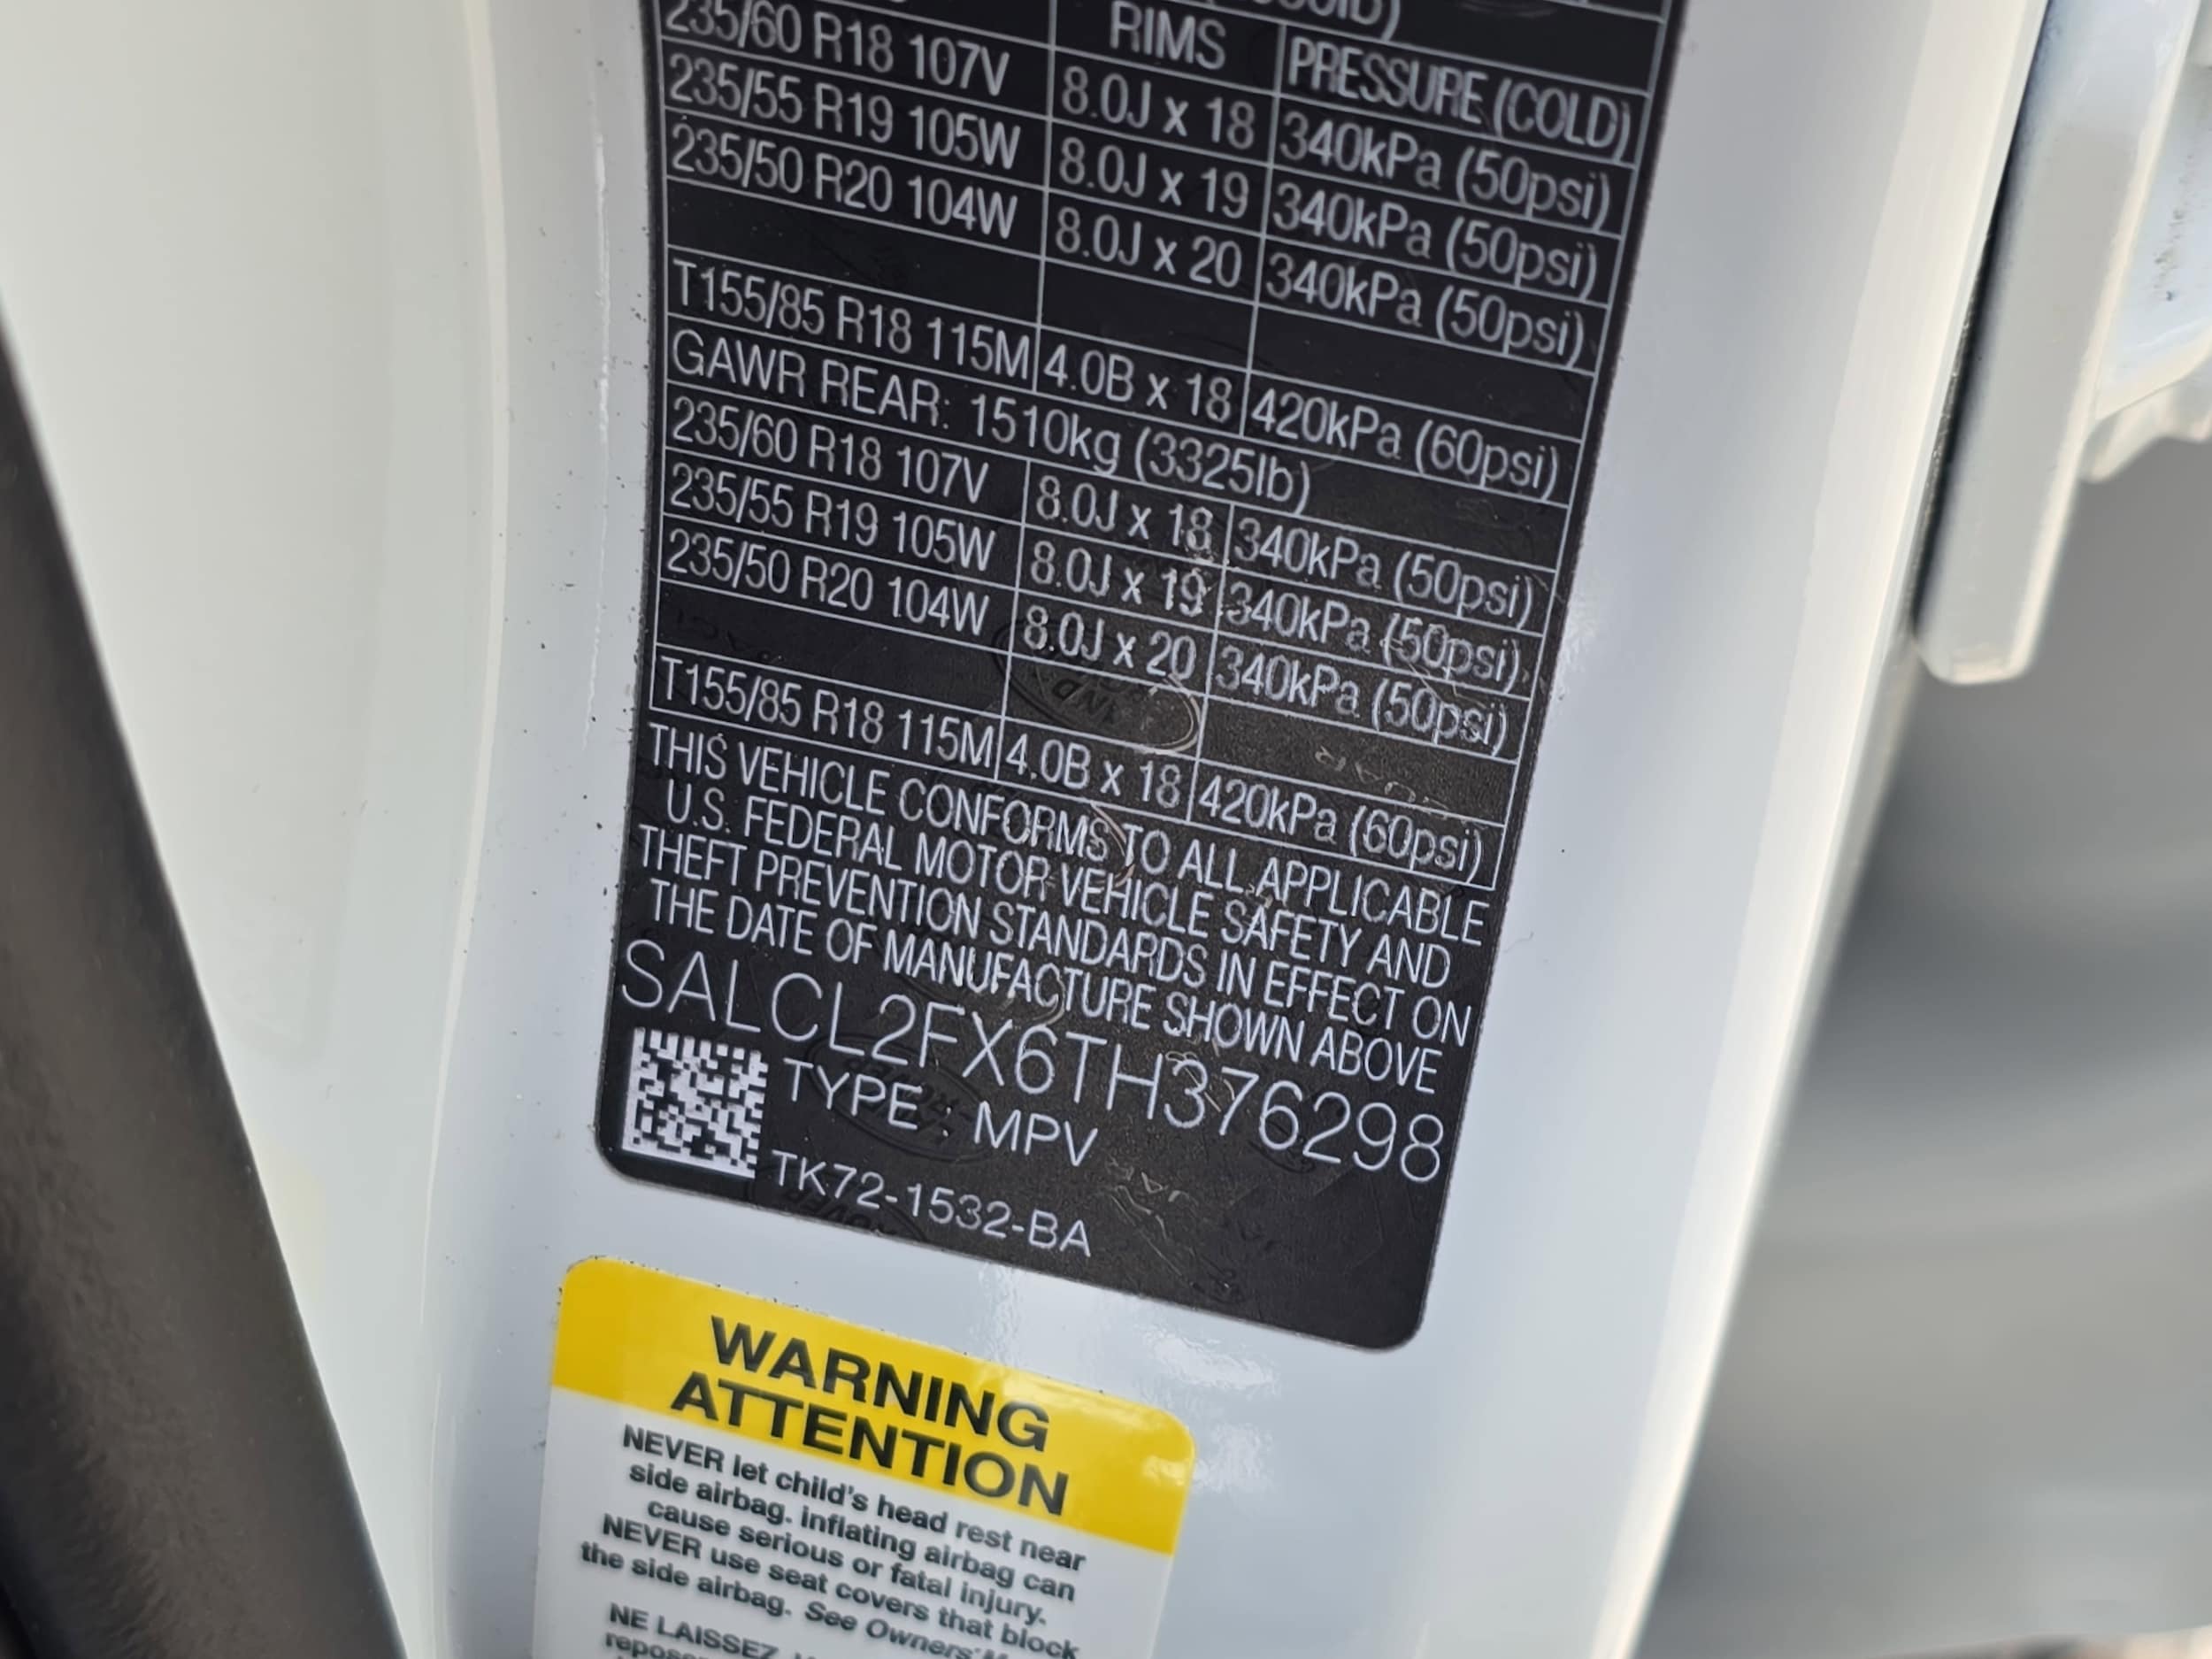 RIMS PRESSURE (COLD)
235/60 R18 107V 8.0J x 18 340kPa (50psi)
235/55 R19 105W 8.0J x 19 340kPa (50psi)
235/50 R20 104W 8.0J x 20 340kPa (50psi)
T155/85 R18 115M 4.0B x 18 420kPa (60psi)
GAWR REAR: 1510kg (3325lb)
235/60 R18 107V 8.0J x 18 340kPa (50psi)
235/55 R19 105W 8.0J x 19 340kPa (50psi)
235/50 R20 104W 8.0J x 20 340kPa (50psi)
T155/85 R18 115M 4.0B x 18 420kPa (60psi)
THIS VEHICLE CONFORMS TO ALL APPLICABLE
U.S. FEDERAL MOTOR VEHICLE SAFETY AND
THEFT PREVENTION STANDARDS IN EFFECT ON
THE DATE OF MANUFACTURE SHOWN ABOVE
SALCL2FX6TH376298
TYPE : MPV
TK72-1532-BA
WARNING
ATTENTION
NEVER let child's head rest near
side airbag. inflating airbag can
cause serious or fatal injury.
NEVER use seat covers that block
the side airbag. See Owners'
NE LAISSEZ